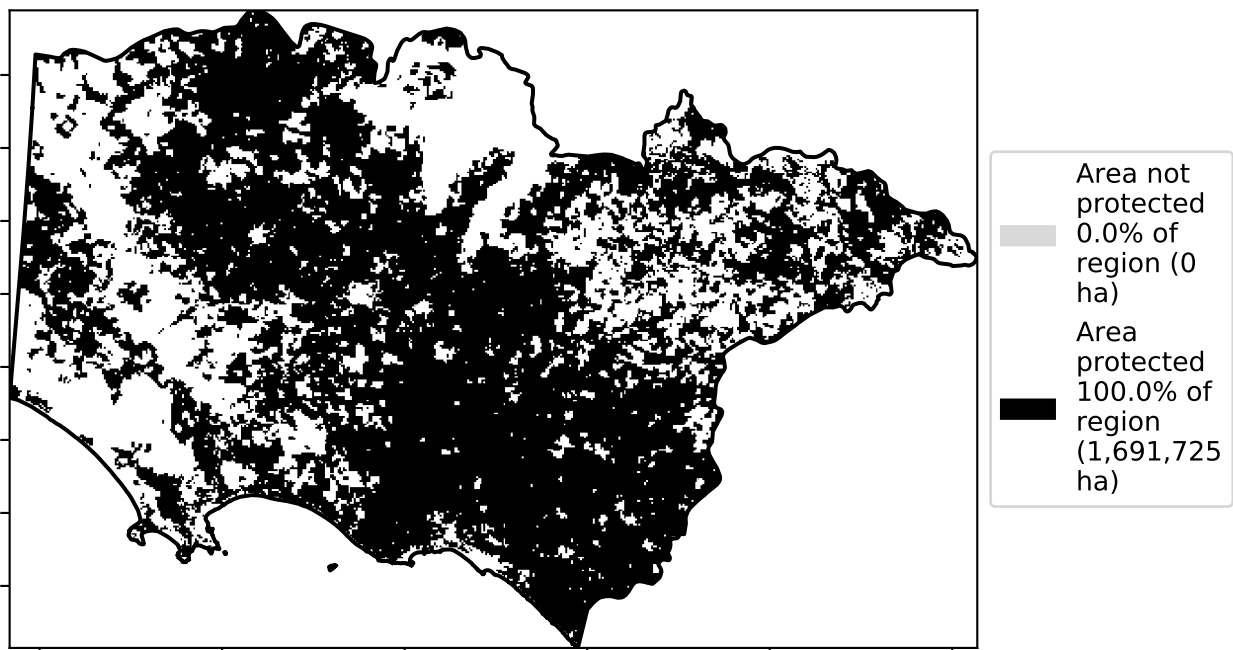 Area not
protected
0.0% of
region (0
ha)
Area
protected
100.0% of
region
(1,691,725
ha)